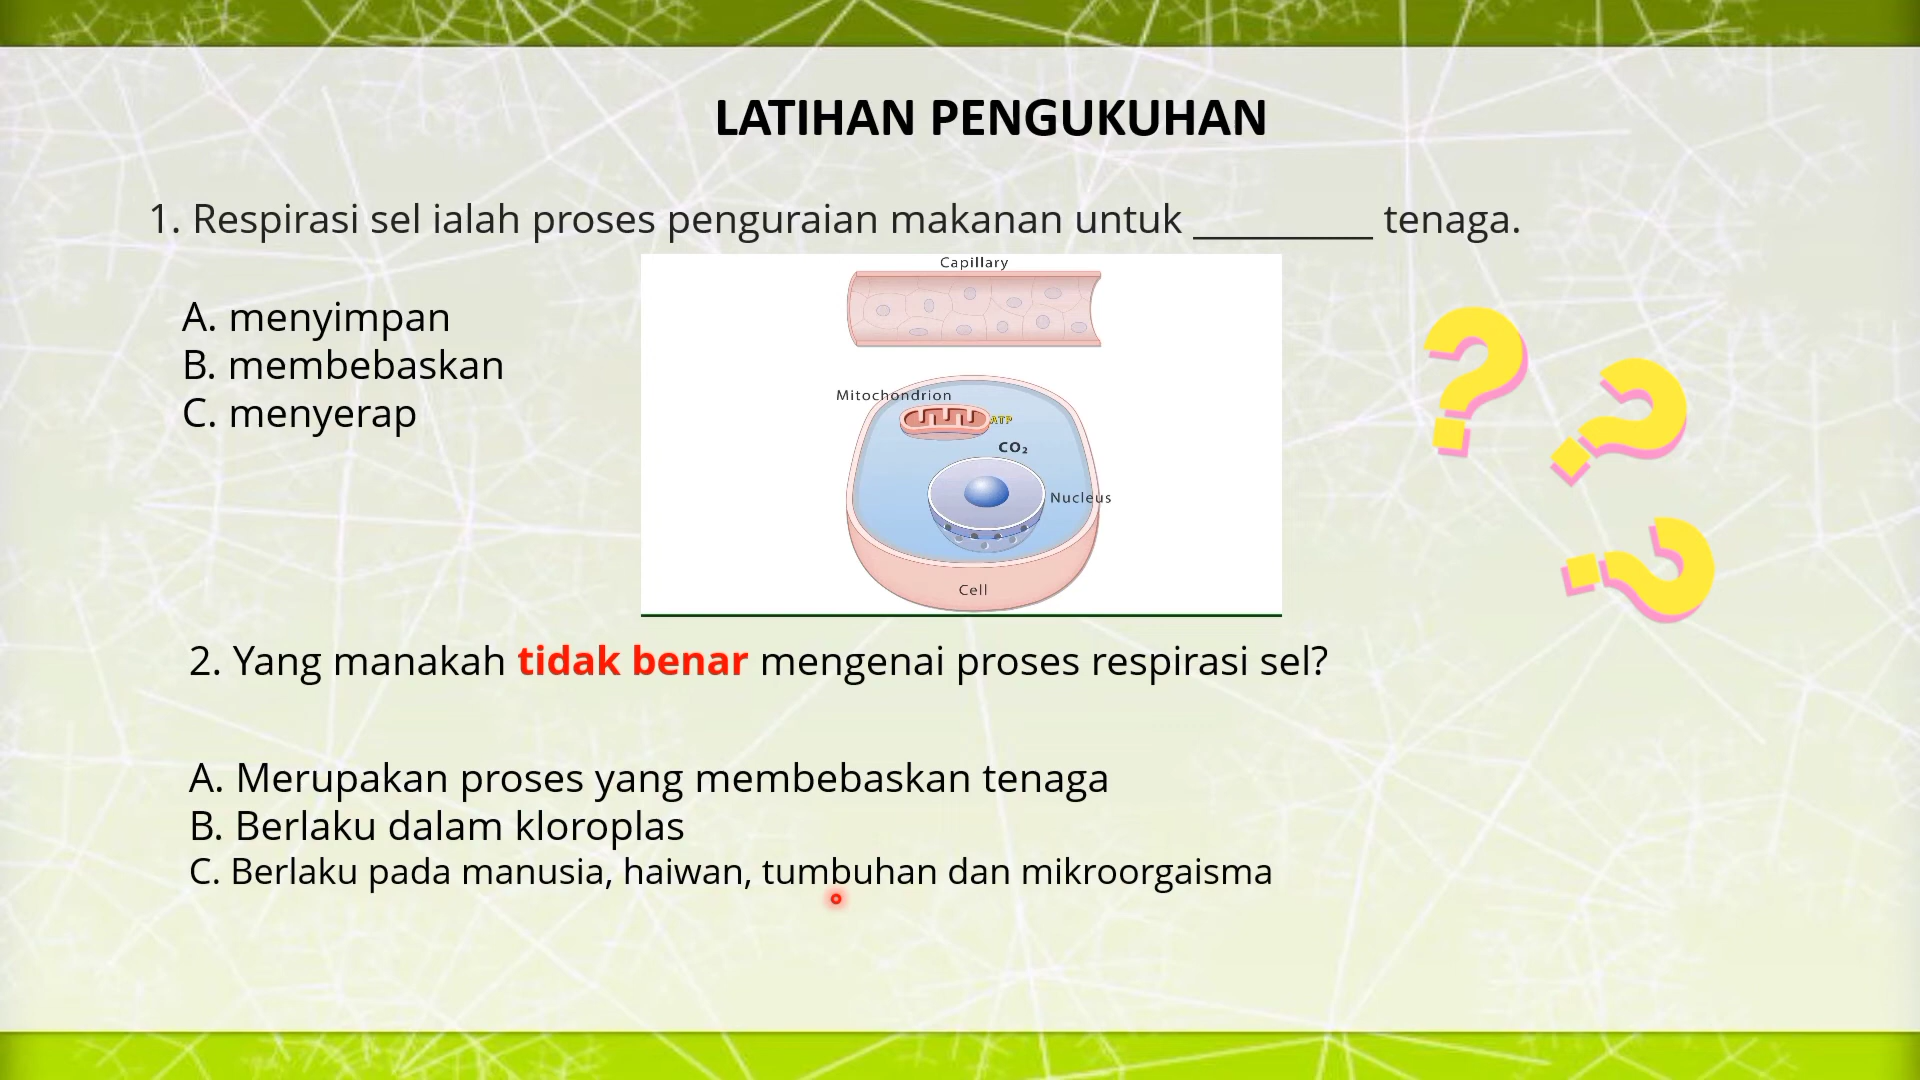 LATIHAN PENGUKUHAN
1. Respirasi sel ialah proses penguraian makanan untuk _________ tenaga.
A. menyimpan
B. membebaskan
C. menyerap
Capillary
Mitochondrion
ATP
CO₂
Nucleus
Cell
2. Yang manakah tidak benar mengenai proses respirasi sel?
A. Merupakan proses yang membebaskan tenaga
B. Berlaku dalam kloroplas
C. Berlaku pada manusia, haiwan, tumbuhan dan mikroorgaisma